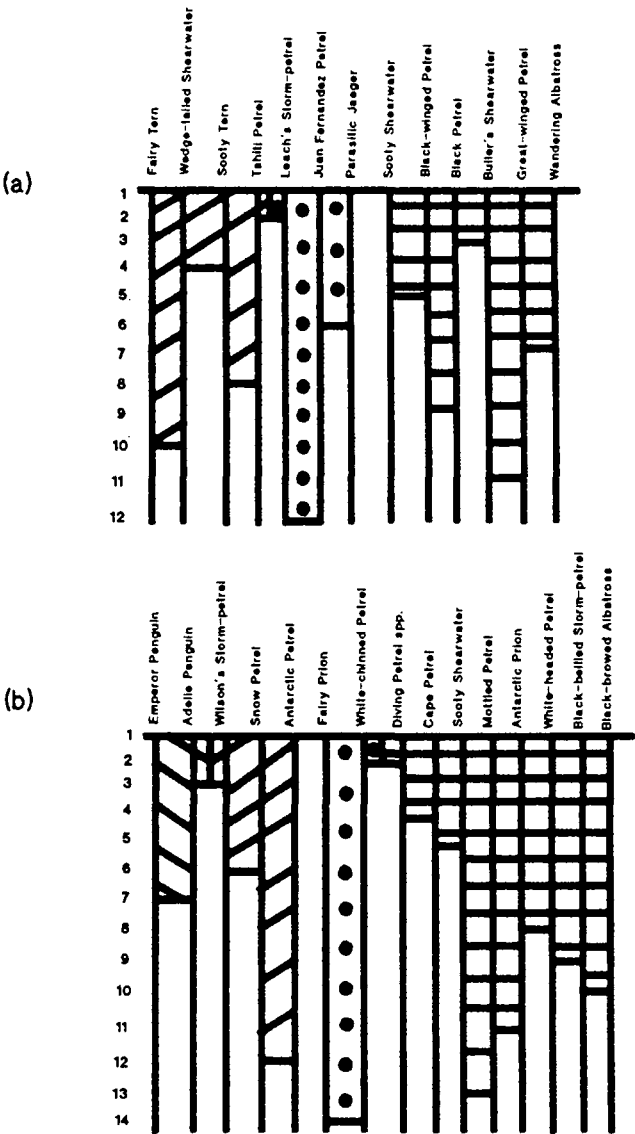 (a)
Fairy Tern
Wedge-tailed Shearwater
Sooty Tern
Tahiti Petrel
Leach's Storm-petrel
Juan Fernandez Petrel
Parasitic Jaeger
Sooty Shearwater
Black-winged Petrel
Black Petrel
Buller's Shearwater
Great-winged Petrel
Wandering Albatross
1
2
3
4
5
6
7
8
9
10
11
12
(b)
Emperor Penguin
Adelie Penguin
Wilson's Storm-petrel
Snow Petrel
Antarctic Petrel
Fairy Prion
White-chinned Petrel
Diving Petrel spp.
Cape Petrel
Sooty Shearwater
Mottled Petrel
Antarctic Prion
White-headed Petrel
Black-bellied Storm-petrel
Black-browed Albatross
1
2
3
4
5
6
7
8
9
10
11
12
13
14